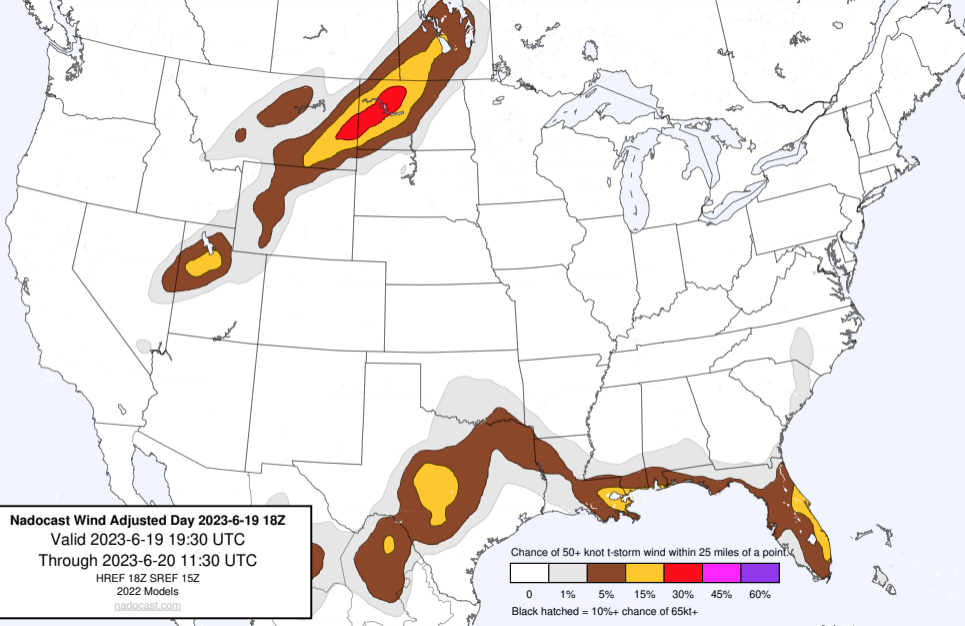 Nadocast Wind Adjusted Day 2023-6-19 18Z
Valid 2023-6-19 19:30 UTC
Through 2023-6-20 11:30 UTC
HREF 18Z SREF 15Z
2022 Models
nadocast.com
Chance of 50+ knot t-storm wind within 25 miles of a point.
0 1% 5% 15% 30% 45% 60%
Black hatched = 10%+ chance of 65kt+